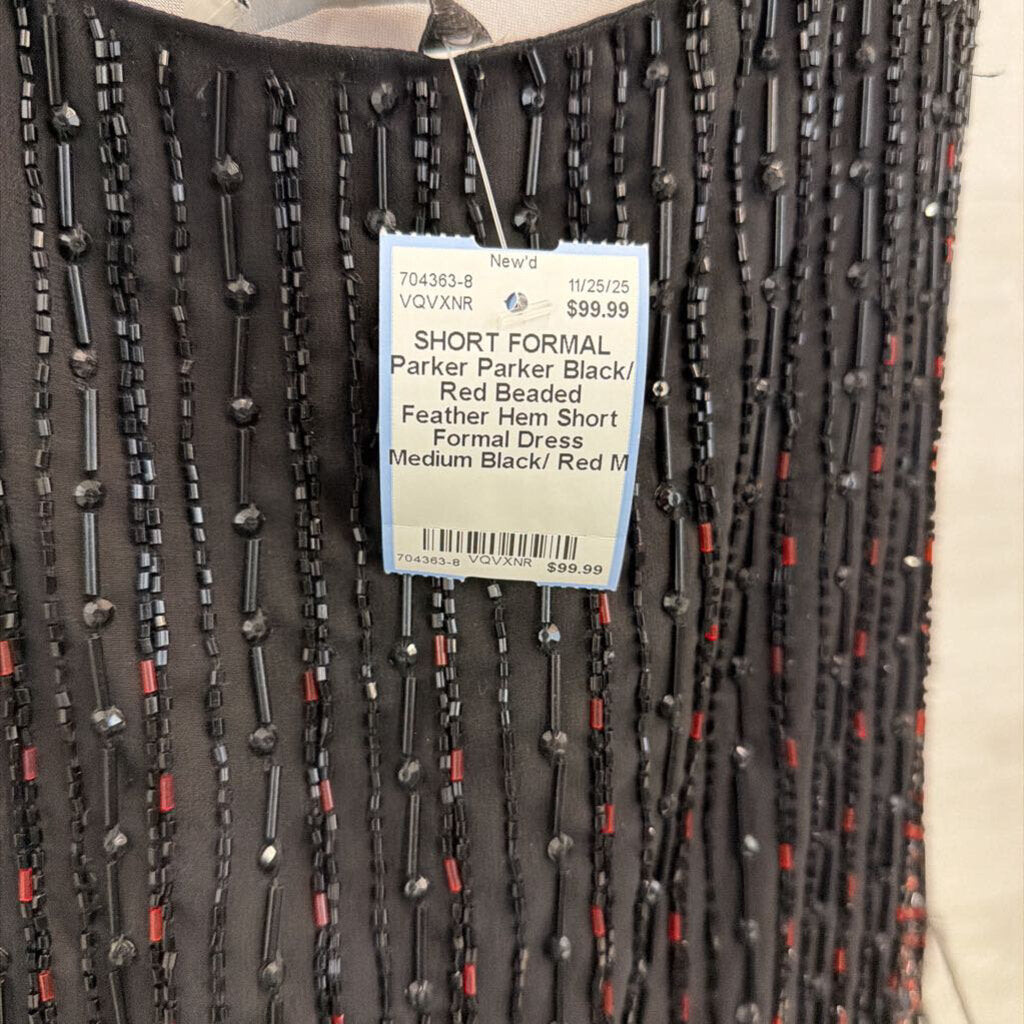 New'd
704363-8 11/25/25
VQVXNR $99.99
SHORT FORMAL
Parker Parker Black/
Red Beaded
Feather Hem Short
Formal Dress
Medium Black/ Red M
704363-8 VQVXNR $99.99